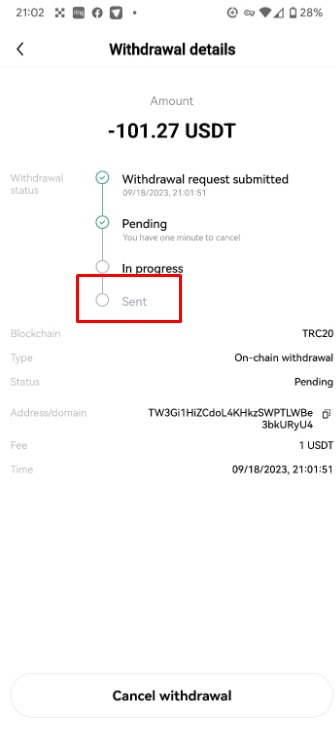 21:02
28%
Withdrawal details
Amount
-101.27 USDT
Withdrawal status
Withdrawal request submitted
09/18/2023, 21:01:51
Pending
You have one minute to cancel
In progress
Sent
Blockchain TRC20
Type On-chain withdrawal
Status Pending
Address/domain TW3Gi1HiZCdoL4KHkzSWPTLWBe
3bkURyU4
Fee 1 USDT
Time 09/18/2023, 21:01:51
Cancel withdrawal